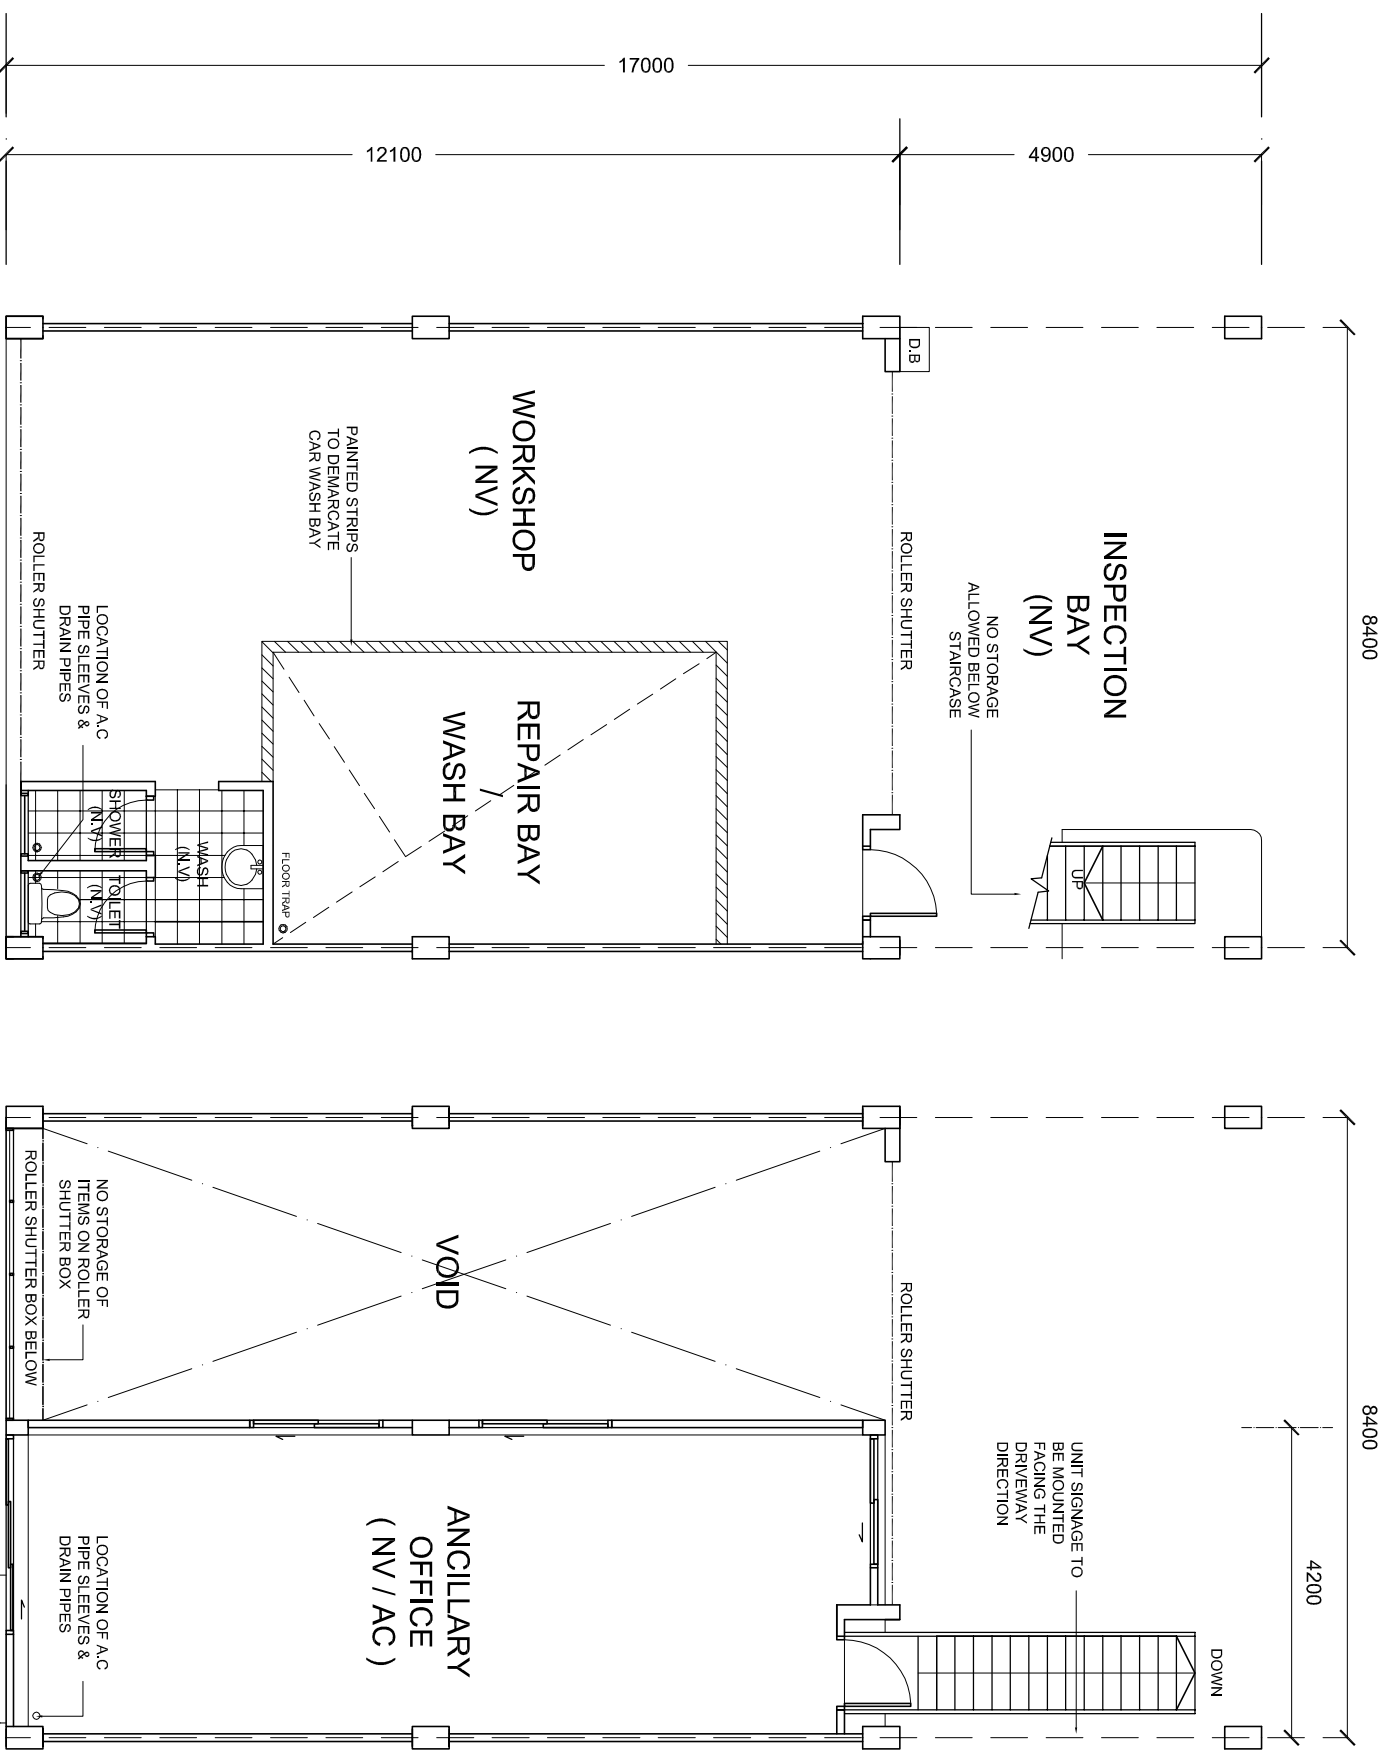 17000
12100
4900
8400
D.B
INSPECTION
BAY
(NV)
NO STORAGE
ALLOWED BELOW
STAIRCASE
UP
ROLLER SHUTTER
WORKSHOP
( NV)
PAINTED STRIPS
TO DEMARCATE
CAR WASH BAY
REPAIR BAY
/
WASH BAY
FLOOR TRAP
WASH
(N.V)
SHOWER
(N.V)
TOILET
(N.V)
LOCATION OF A.C
PIPE SLEEVES &
DRAIN PIPES
ROLLER SHUTTER
8400
4200
DOWN
UNIT SIGNAGE TO
BE MOUNTED
FACING THE
DRIVEWAY
DIRECTION
ROLLER SHUTTER
VOID
ANCILLARY
OFFICE
( NV / AC )
NO STORAGE OF
ITEMS ON ROLLER
SHUTTER BOX
ROLLER SHUTTER BOX BELOW
LOCATION OF A.C
PIPE SLEEVES &
DRAIN PIPES